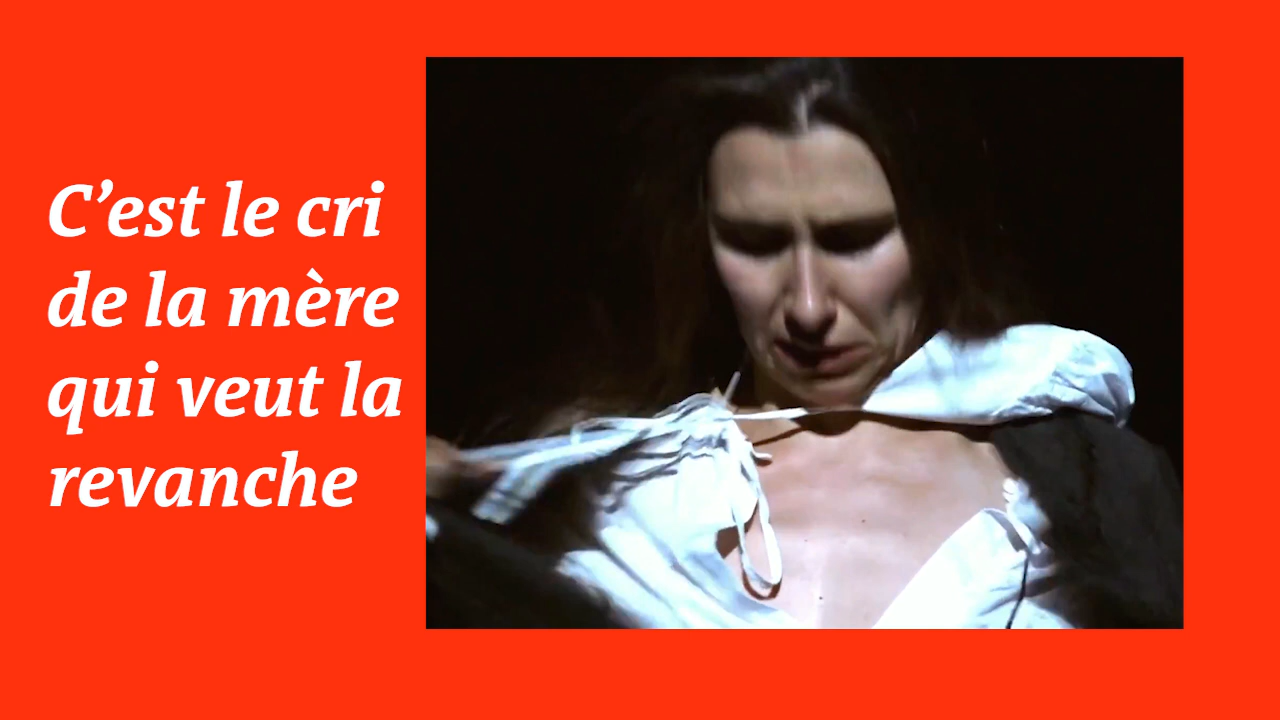 C’est le cri
de la mère
qui veut la
revanche